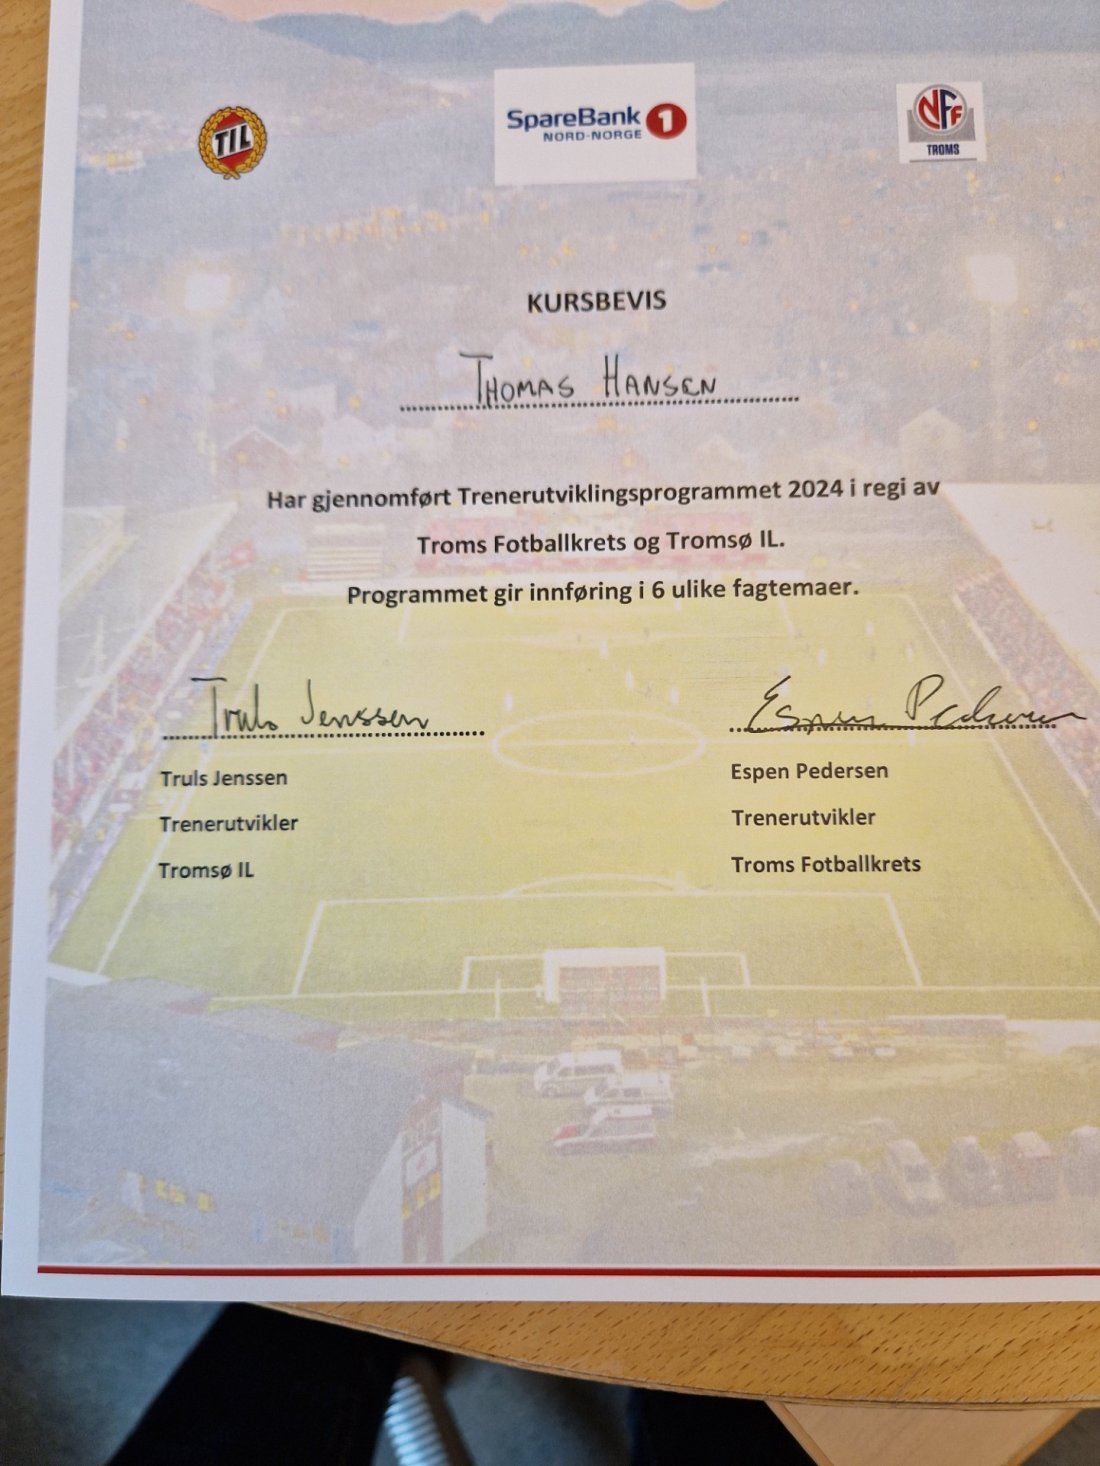 TIL
SpareBank 1
NORD-NORGE
NFF
TROMS
KURSBEVIS
THOMAS HANSEN
Har gjennomført Trenerutviklingsprogrammet 2024 i regi av
Troms Fotballkrets og Tromsø IL.
Programmet gir innføring i 6 ulike fagtemaer.
Truls Jenssen
Espen Pedersen
Truls Jenssen
Espen Pedersen
Trenerutvikler
Trenerutvikler
Tromsø IL
Troms Fotballkrets